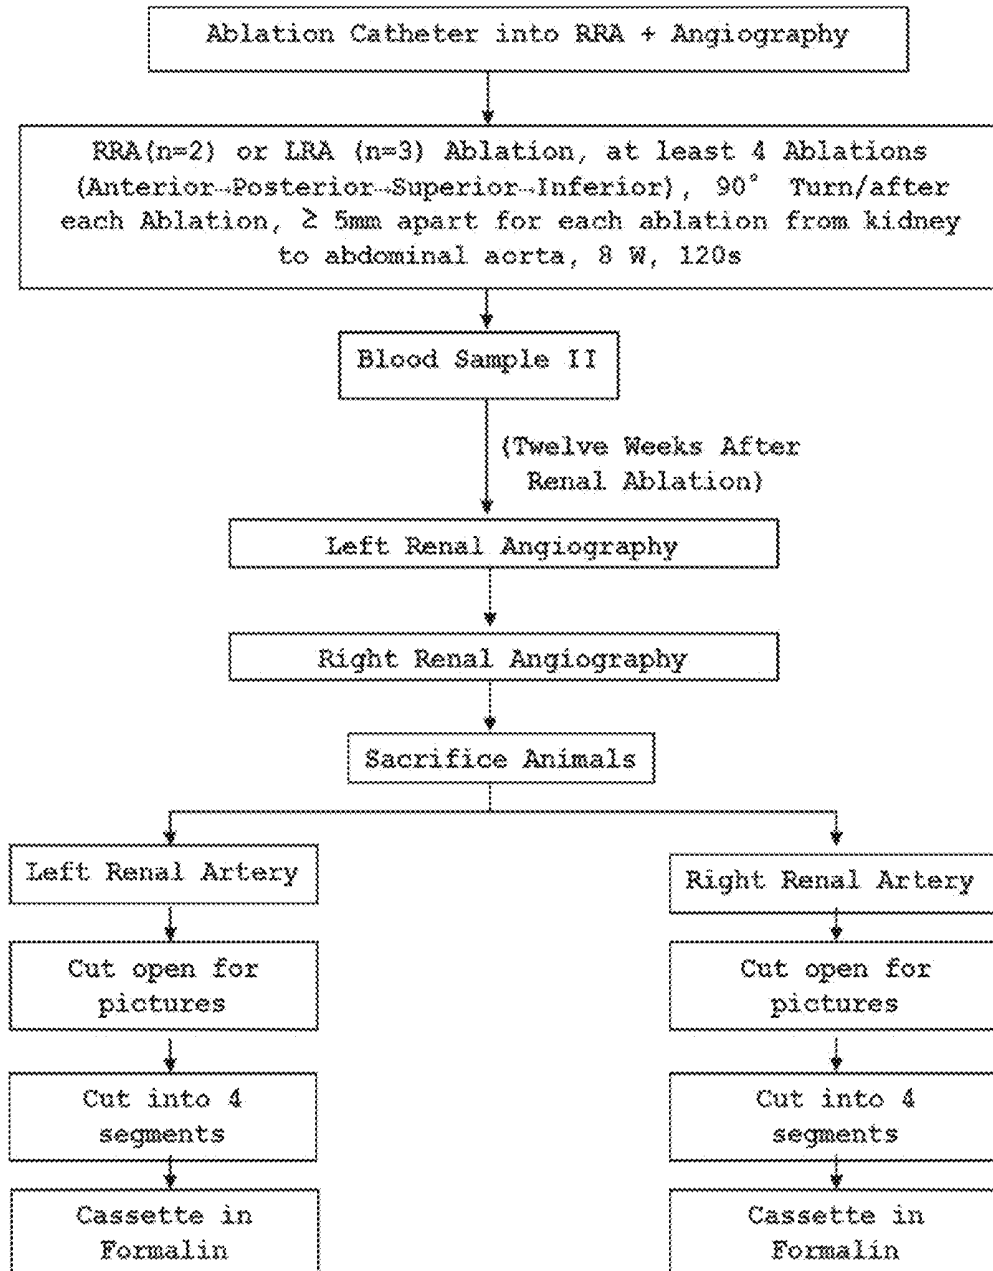 Ablation Catheter into RRA + Angiography
RRA(n=2) or LRA (n=3) Ablation, at least 4 Ablations
(Anterior→Posterior→Superior→Inferior), 90° Turn/after
each Ablation, ≥ 5mm apart for each ablation from kidney
to abdominal aorta, 8 W, 120s
Blood Sample II
(Twelve Weeks After
Renal Ablation)
Left Renal Angiography
Right Renal Angiography
Sacrifice Animals
Left Renal Artery
Cut open for
pictures
Cut into 4
segments
Cassette in
Formalin
Right Renal Artery
Cut open for
pictures
Cut into 4
segments
Cassette in
Formalin